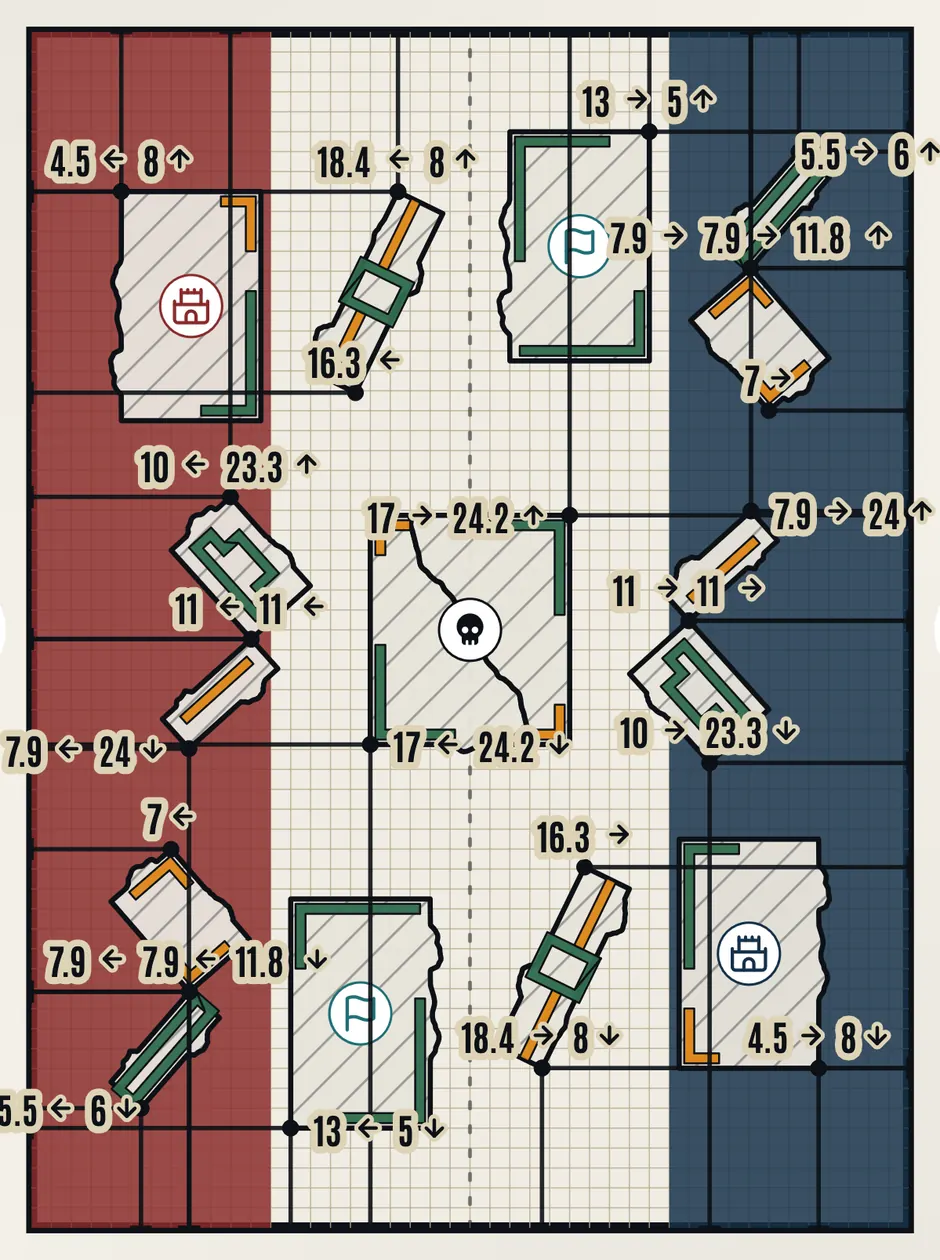 13 → 5 ↑
4.5 ← 8 ↑
18.4 ← 8 ↑
5.5 → 6 ↑
7.9 → 7.9 → 11.8 ↑
16.3 ←
7 →
10 ← 23.3 ↑
17 → 24.2 ↑
7.9 → 24 ↑
11 ← 11 ←
11 → 11 →
7.9 ← 24 ↓
17 ← 24.2 ↓
10 → 23.3 ↓
7 ←
16.3 →
7.9 ← 7.9 ← 11.8 ↓
18.4 → 8 ↓
4.5 → 8 ↓
5.5 ← 6 ↓
13 ← 5 ↓